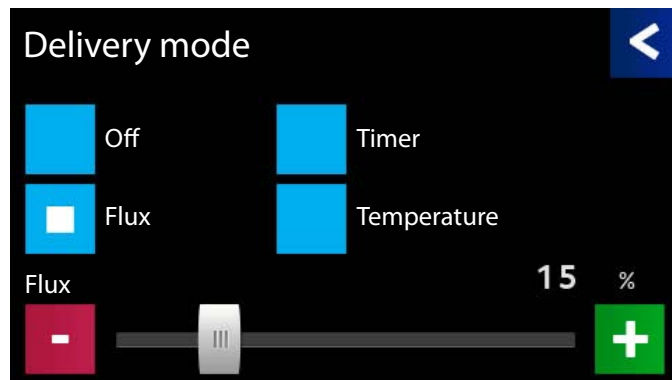 Delivery mode <
Off Timer
Flux Temperature
Flux 15 %
- +